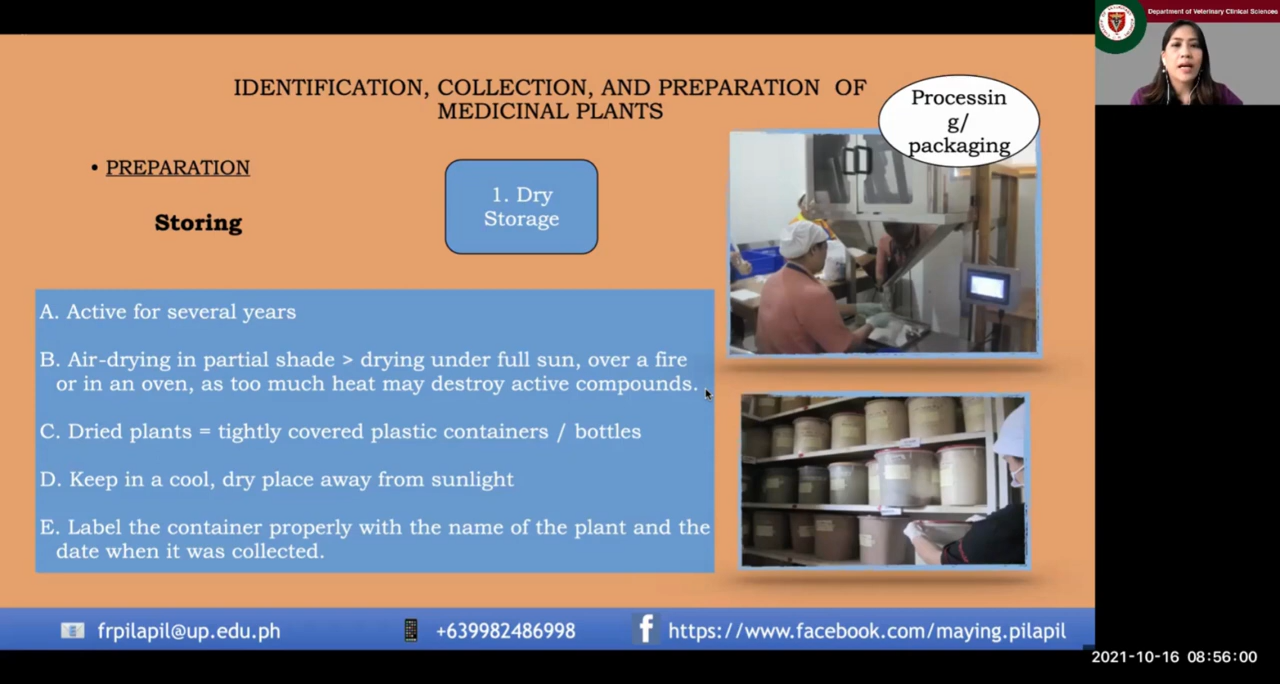 Department of Veterinary Clinical Sciences
IDENTIFICATION, COLLECTION, AND PREPARATION OF
MEDICINAL PLANTS
Processin
g/
packaging
• PREPARATION
Storing
1. Dry
Storage
A. Active for several years
B. Air-drying in partial shade > drying under full sun, over a fire
or in an oven, as too much heat may destroy active compounds.
C. Dried plants = tightly covered plastic containers / bottles
D. Keep in a cool, dry place away from sunlight
E. Label the container properly with the name of the plant and the
date when it was collected.
frpilapil@up.edu.ph
+639982486998
f https://www.facebook.com/maying.pilapil
2021-10-16 08:56:00